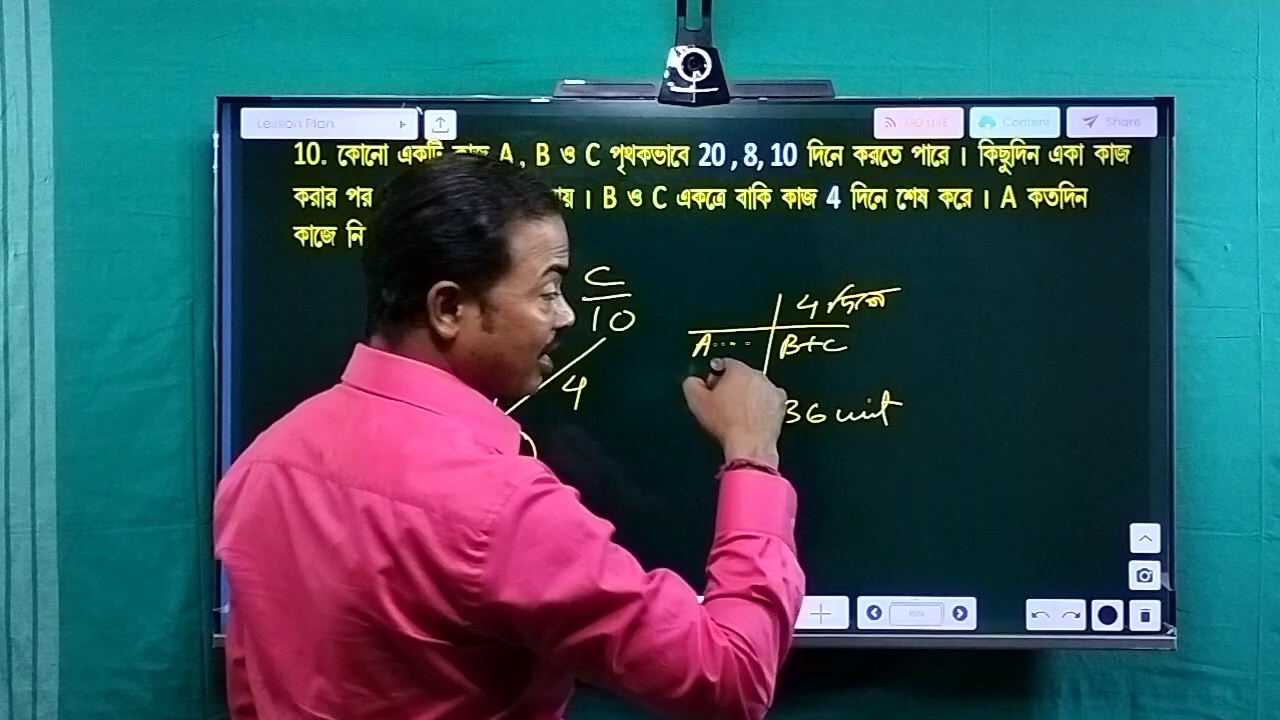 Lesson Plan
GO LIVE
Content
Share
10. কোনো একটি কাজ A, B ও C পৃথকভাবে 20 , 8, 10 দিনে করতে পারে । কিছুদিন একা কাজ
করার পর । B ও C একত্রে বাকি কাজ 4 দিনে শেষ করে । A কতদিন
কাজে নি
C
10
4
4 দিনে
A.... B+C
36 unit